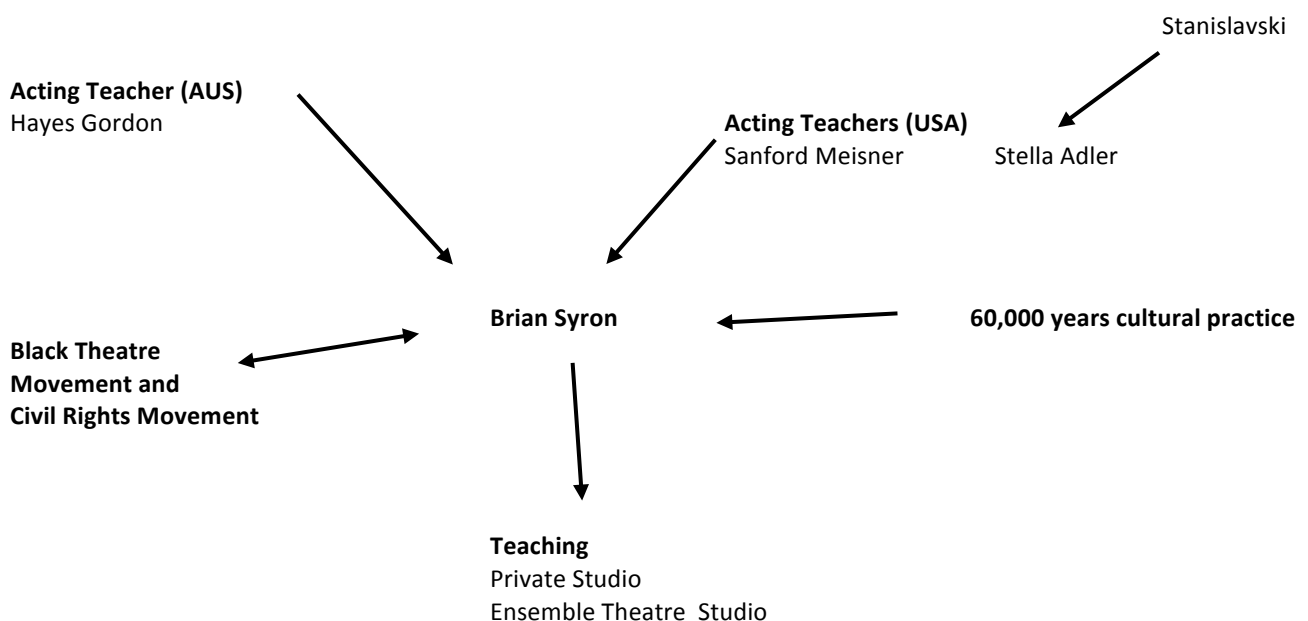 Stanislavski
Acting Teacher (AUS)
Hayes Gordon
Acting Teachers (USA)
Sanford Meisner Stella Adler
Brian Syron
60,000 years cultural practice
Black Theatre
Movement and
Civil Rights Movement
Teaching
Private Studio
Ensemble Theatre Studio